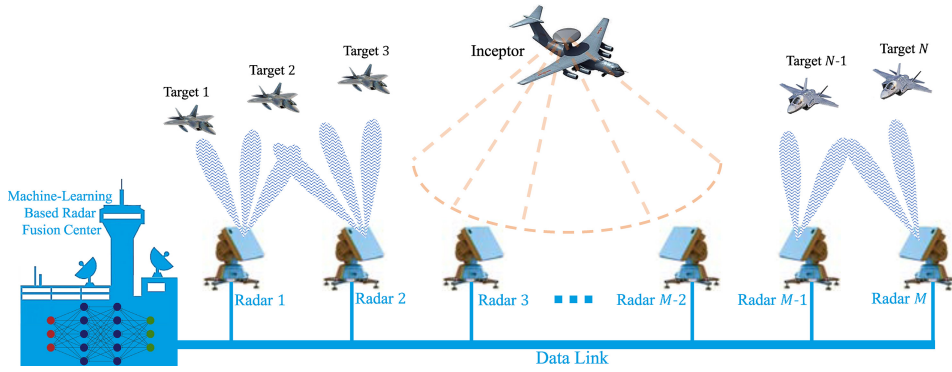 Target 1
Target 2
Target 3
Inceptor
Target N-1
Target N
Machine-Learning
Based Radar
Fusion Center
Radar 1
Radar 2
Radar 3
Radar M-2
Radar M-1
Radar M
Data Link